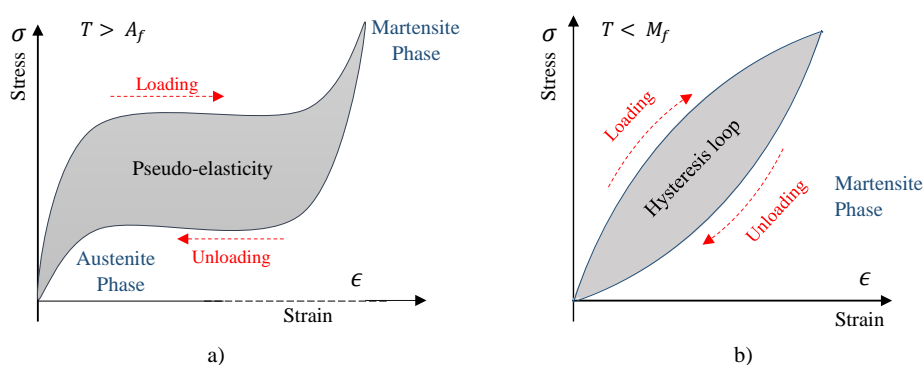 σ
T > A_f
Stress
Martensite
Phase
Loading
Pseudo-elasticity
Unloading
Austenite
Phase
ϵ
Strain
a)
σ
T < M_f
Stress
Loading
Hysteresis loop
Unloading
Martensite
Phase
ϵ
Strain
b)